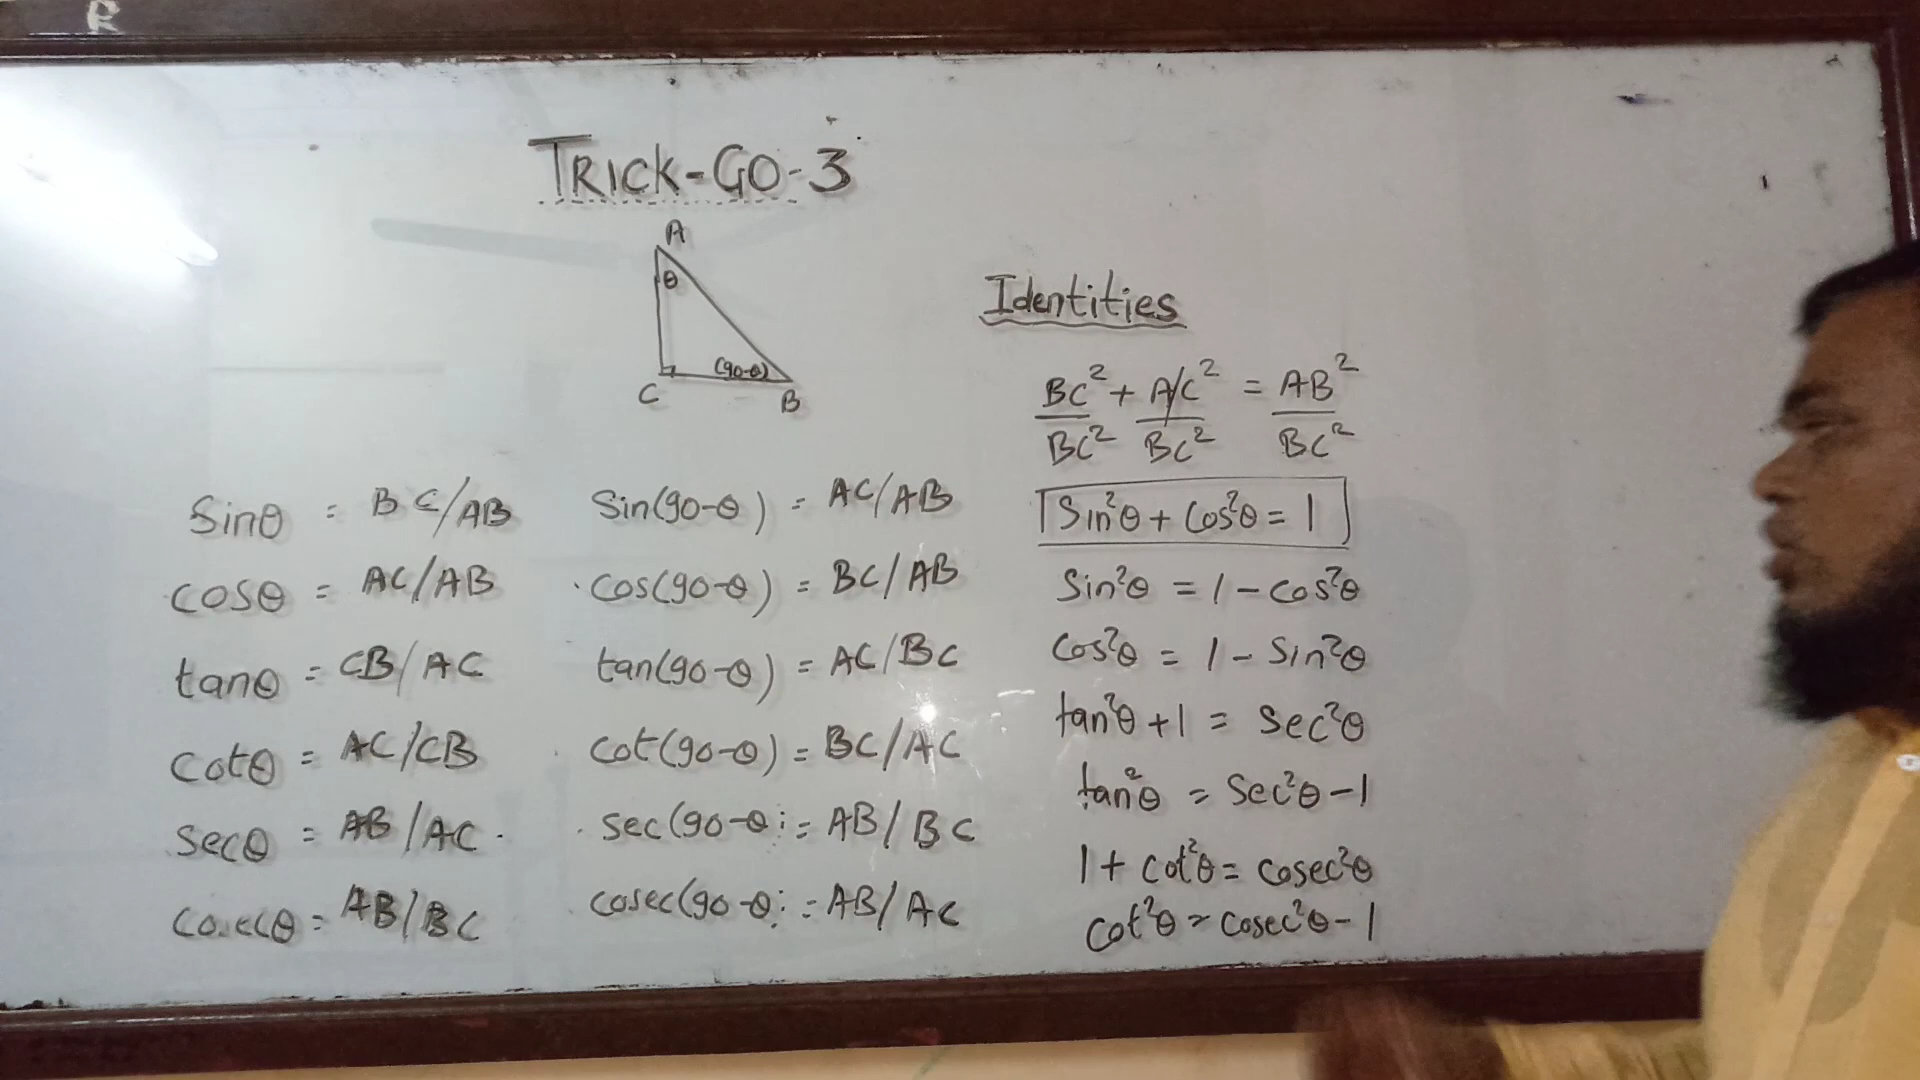 R
TRICK-GO-3
A
θ
(90-θ)
C B
Sinθ = BC/AB
cosθ = AC/AB
tanθ = CB/AC
cotθ = AC/CB
secθ = AB/AC
cosecθ = AB/BC
Sin(90-θ) = AC/AB
cos(90-θ) = BC/AB
tan(90-θ) = AC/BC
cot(90-θ) = BC/AC
sec(90-θ) = AB/BC
cosec(90-θ) = AB/AC
Identities
BC² + AC² = AB²
BC² BC² BC²
Sin²θ + Cos²θ = 1
Sin²θ = 1 - cos²θ
Cos²θ = 1 - Sin²θ
tan²θ + 1 = Sec²θ
tan²θ = Sec²θ - 1
1 + cot²θ = cosec²θ
cot²θ = cosec²θ - 1